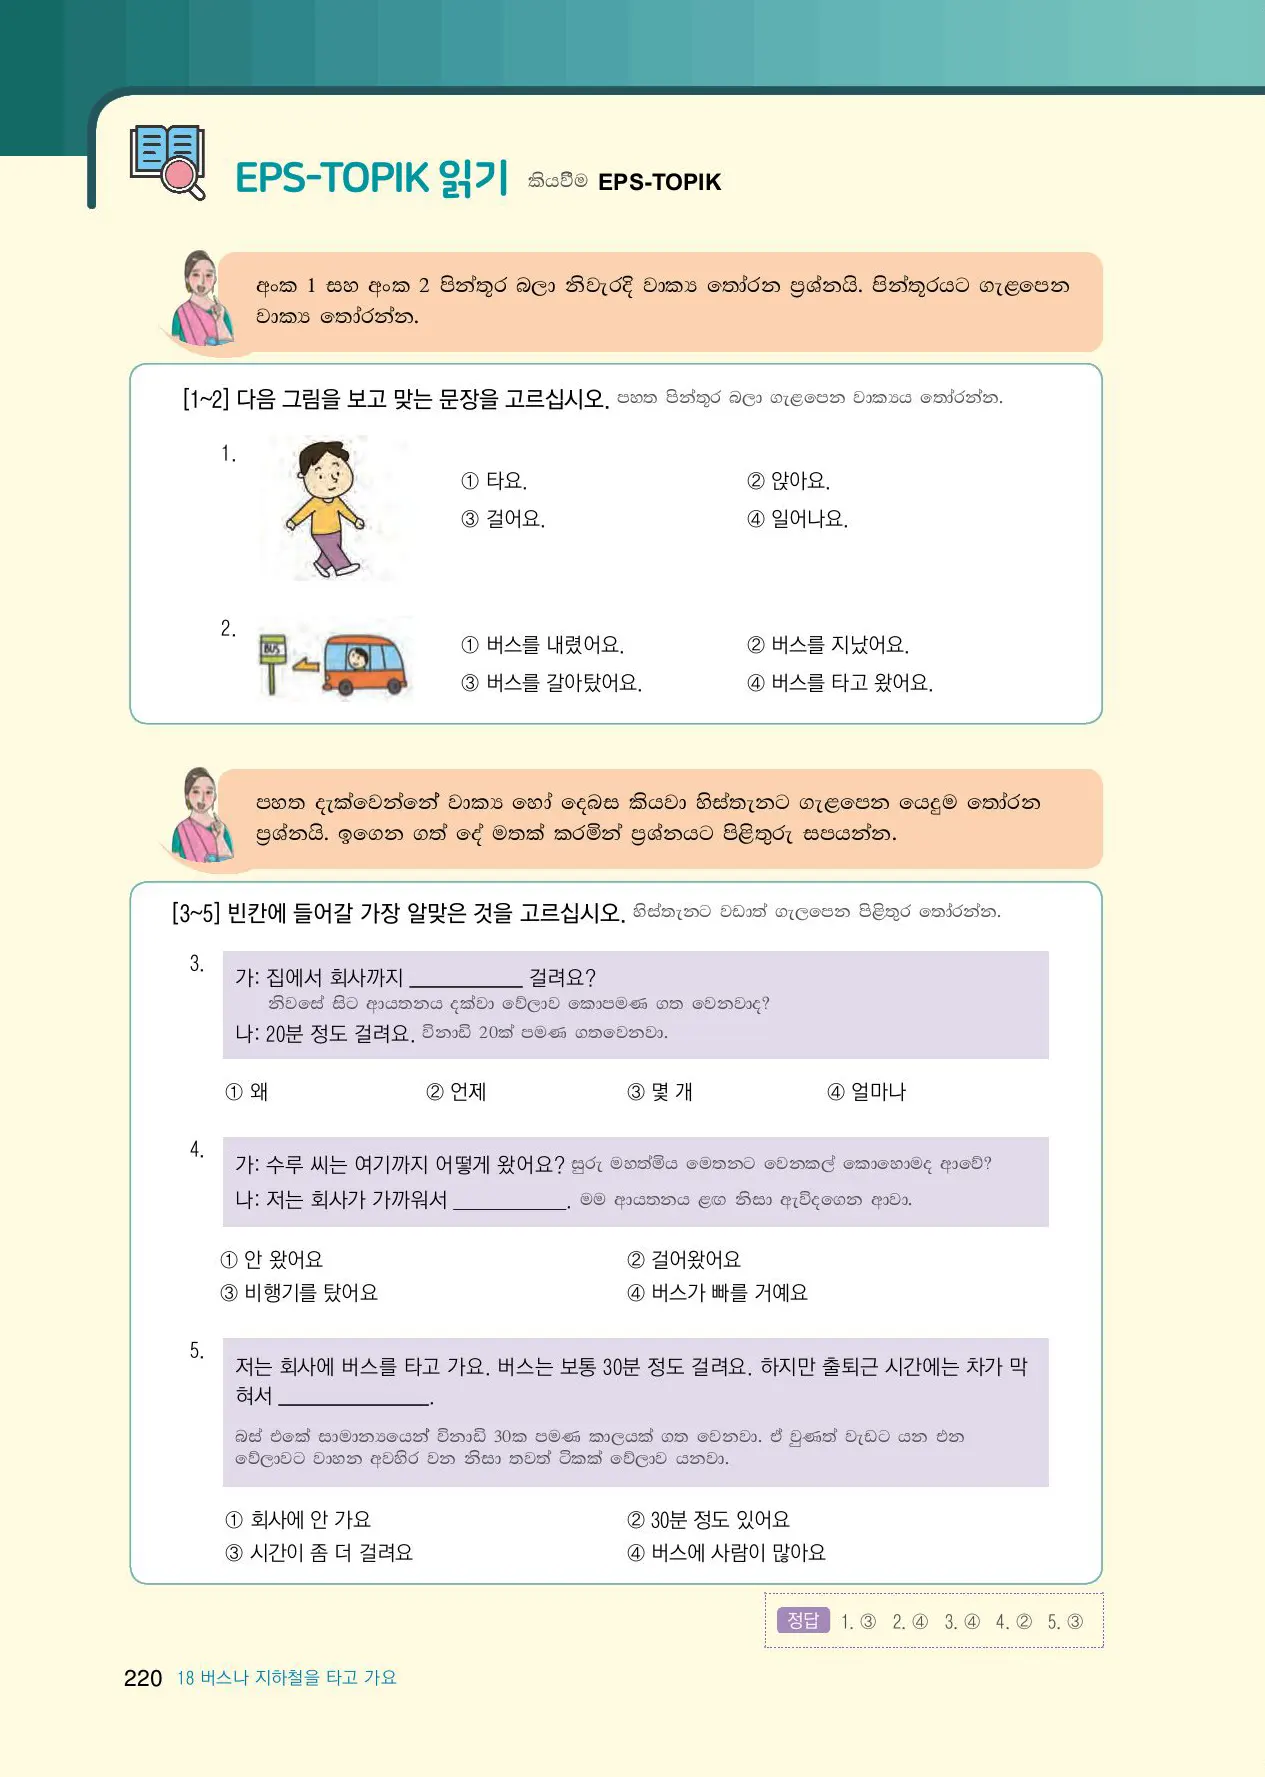 EPS-TOPIK 읽기 කියවීම EPS-TOPIK
අංක 1 සහ අංක 2 පින්තූර බලා නිවැරදි වාක්‍ය තෝරන ප්‍රශ්නයි. පින්තූරයට ගැළපෙන
වාක්‍ය තෝරන්න.
[1~2] 다음 그림을 보고 맞는 문장을 고르십시오. පහත පින්තූර බලා ගැළපෙන වාක්‍යය තෝරන්න.
1.
① 타요. ② 앉아요.
③ 걸어요. ④ 일어나요.
2.
BUS
① 버스를 내렸어요. ② 버스를 지났어요.
③ 버스를 갈아탔어요. ④ 버스를 타고 왔어요.
පහත දැක්වෙන්නේ වාක්‍ය හෝ දෙබස කියවා හිස්තැනට ගැළපෙන යෙදුම තෝරන
ප්‍රශ්නයි. ඉගෙන ගත් දේ මතක් කරමින් ප්‍රශ්නයට පිළිතුරු සපයන්න.
[3~5] 빈칸에 들어갈 가장 알맞은 것을 고르십시오. හිස්තැනට වඩාත් ගැලපෙන පිළිතුර තෝරන්න.
3.
가: 집에서 회사까지 __________ 걸려요?
නිවසේ සිට ආයතනය දක්වා වේලාව කොපමණ ගත වෙනවාද?
나: 20분 정도 걸려요. විනාඩි 20ක් පමණ ගතවෙනවා.
① 왜 ② 언제 ③ 몇 개 ④ 얼마나
4.
가: 수루 씨는 여기까지 어떻게 왔어요? සුරු මහත්මිය මෙතනට වෙනකල් කොහොමද ආවේ?
나: 저는 회사가 가까워서 __________. මම ආයතනය ළඟ නිසා ඇවිදගෙන ආවා.
① 안 왔어요 ② 걸어왔어요
③ 비행기를 탔어요 ④ 버스가 빠를 거예요
5.
저는 회사에 버스를 타고 가요. 버스는 보통 30분 정도 걸려요. 하지만 출퇴근 시간에는 차가 막
혀서 __________.
බස් එකේ සාමාන්‍යයෙන් විනාඩි 30ක පමණ කාලයක් ගත වෙනවා. ඒ වුණත් වැඩට යන එන
වේලාවට වාහන අවහිර වන නිසා තවත් ටිකක් වේලාව යනවා.
① 회사에 안 가요 ② 30분 정도 있어요
③ 시간이 좀 더 걸려요 ④ 버스에 사람이 많아요
정답 1. ③ 2. ④ 3. ④ 4. ② 5. ③
220 18 버스나 지하철을 타고 가요